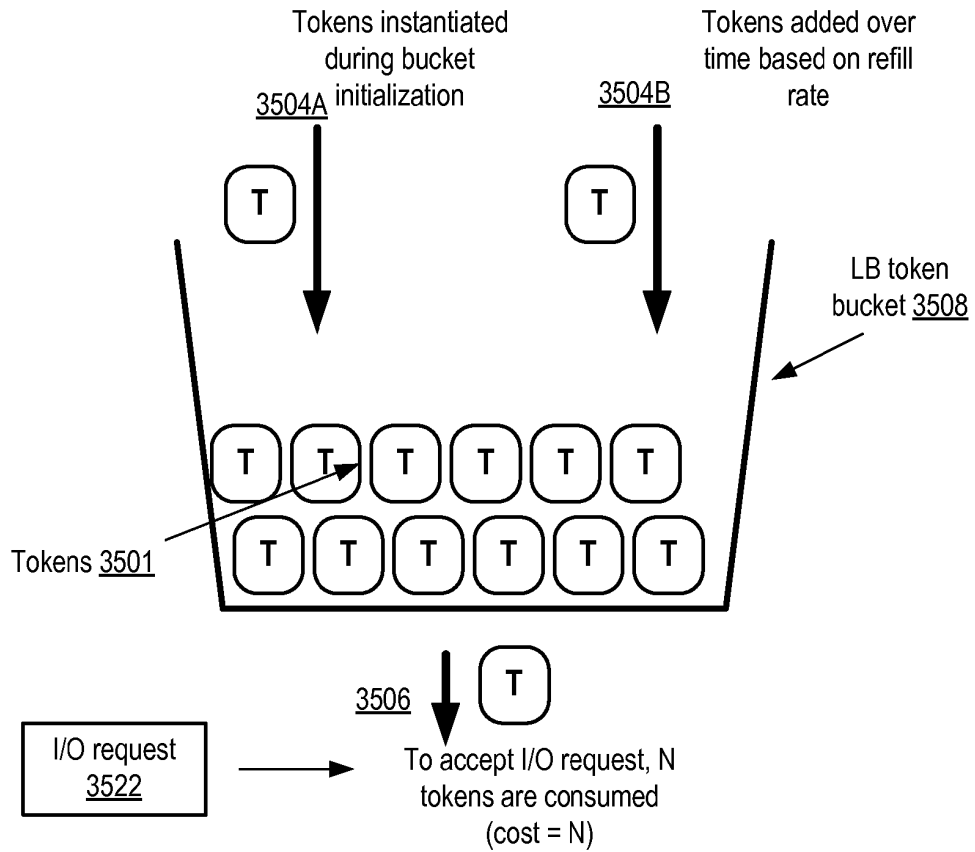 Tokens instantiated
during bucket
initialization
3504A
Tokens added over
time based on refill
rate
3504B
T
T
LB token
bucket 3508
T T T T T T
T T T T T T
Tokens 3501
T
3506
I/O request
3522
To accept I/O request, N
tokens are consumed
(cost = N)